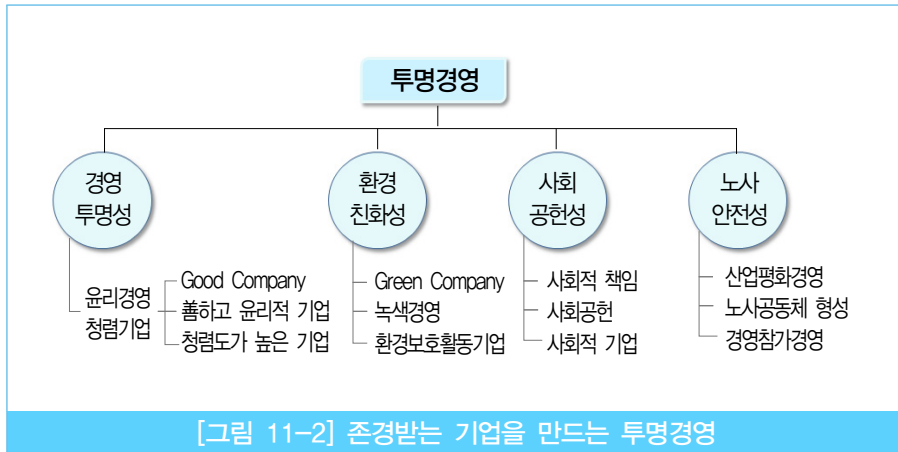 투명경영
경영
투명성
환경
친화성
사회
공헌성
노사
안전성
윤리경영
청렴기업
Good Company
善하고 윤리적 기업
청렴도가 높은 기업
Green Company
녹색경영
환경보호활동기업
사회적 책임
사회공헌
사회적 기업
산업평화경영
노사공동체 형성
경영참가경영
[그림 11-2] 존경받는 기업을 만드는 투명경영